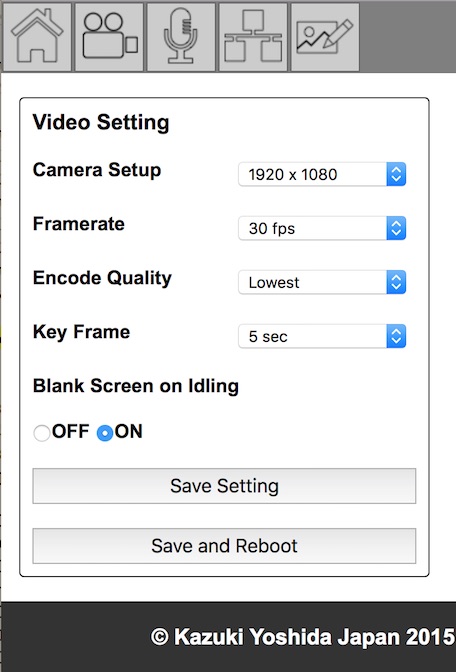 Video Setting
Camera Setup 1920 x 1080
Framerate 30 fps
Encode Quality Lowest
Key Frame 5 sec
Blank Screen on Idling
OFF ON
Save Setting
Save and Reboot
© Kazuki Yoshida Japan 2015